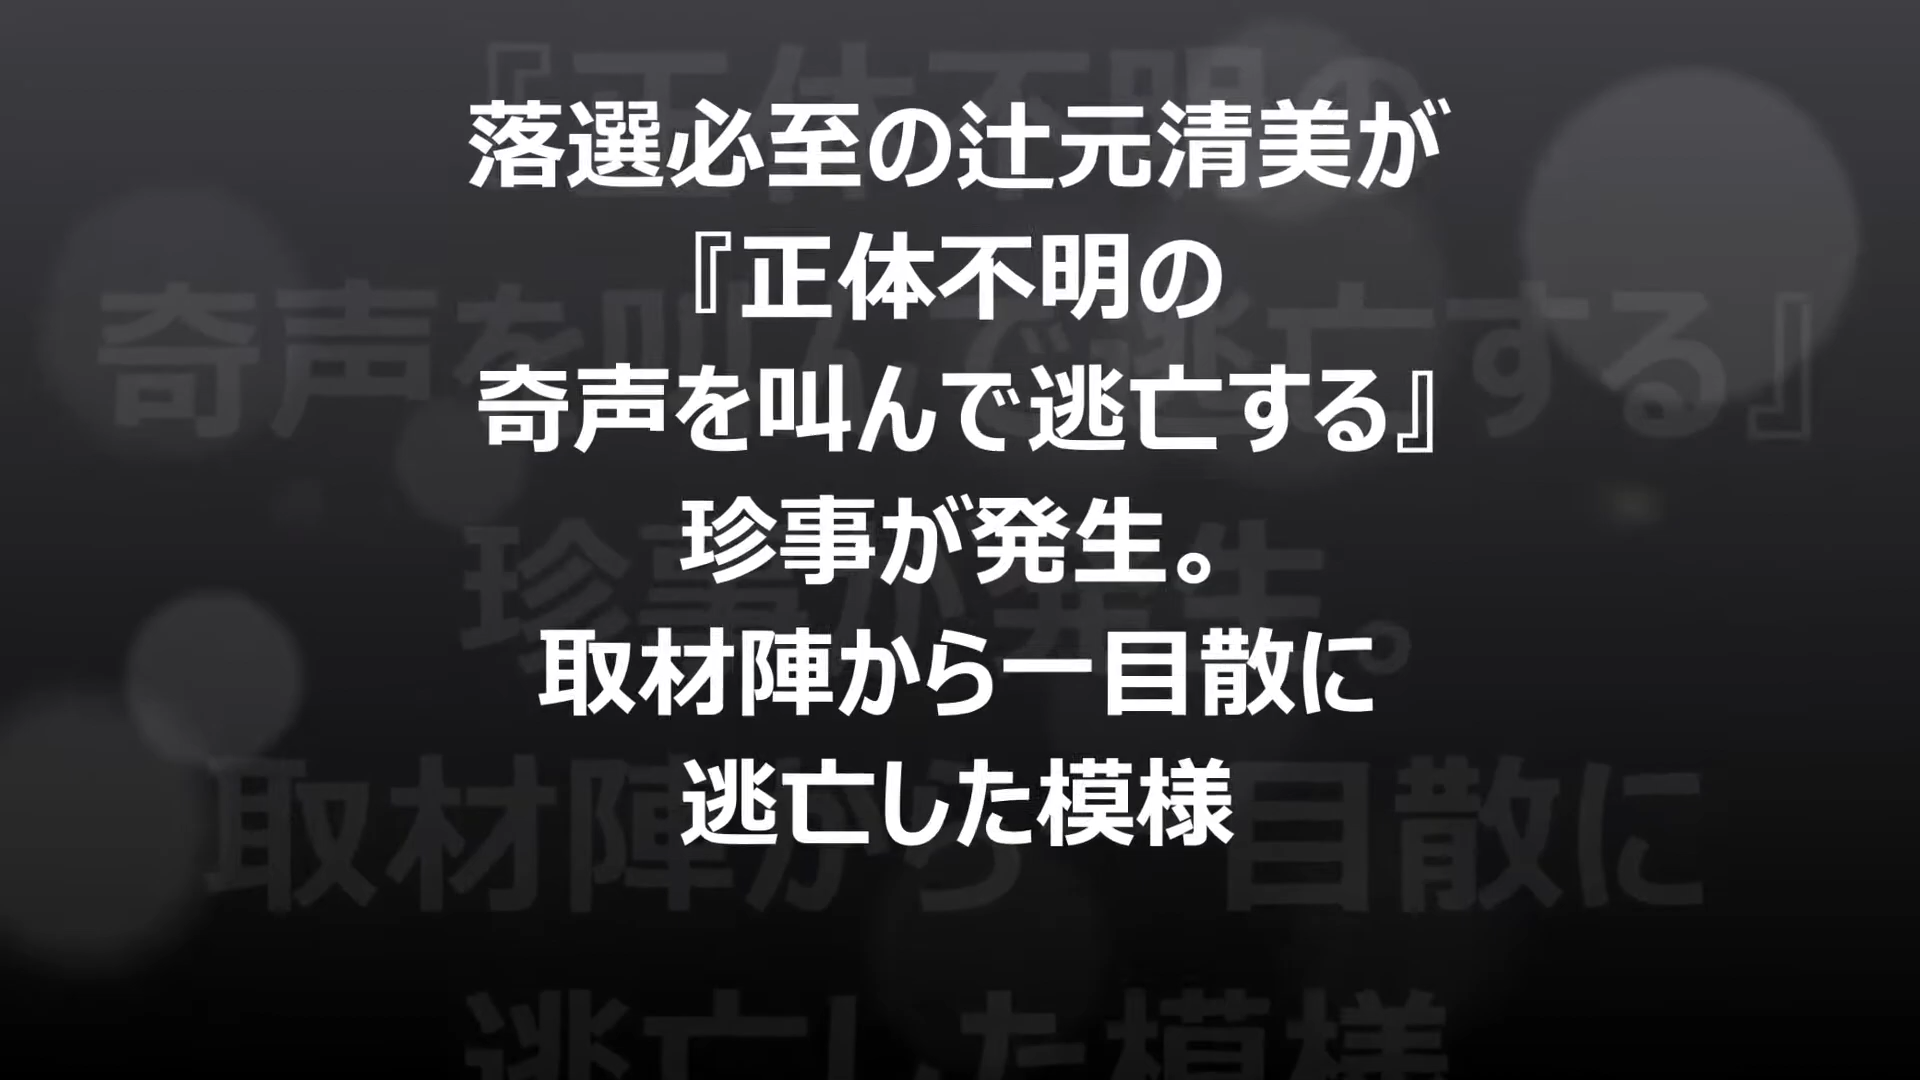 落選必至の辻元清美が
『正体不明の
奇声を叫んで逃亡する』
珍事が発生。
取材陣から一目散に
逃亡した模様